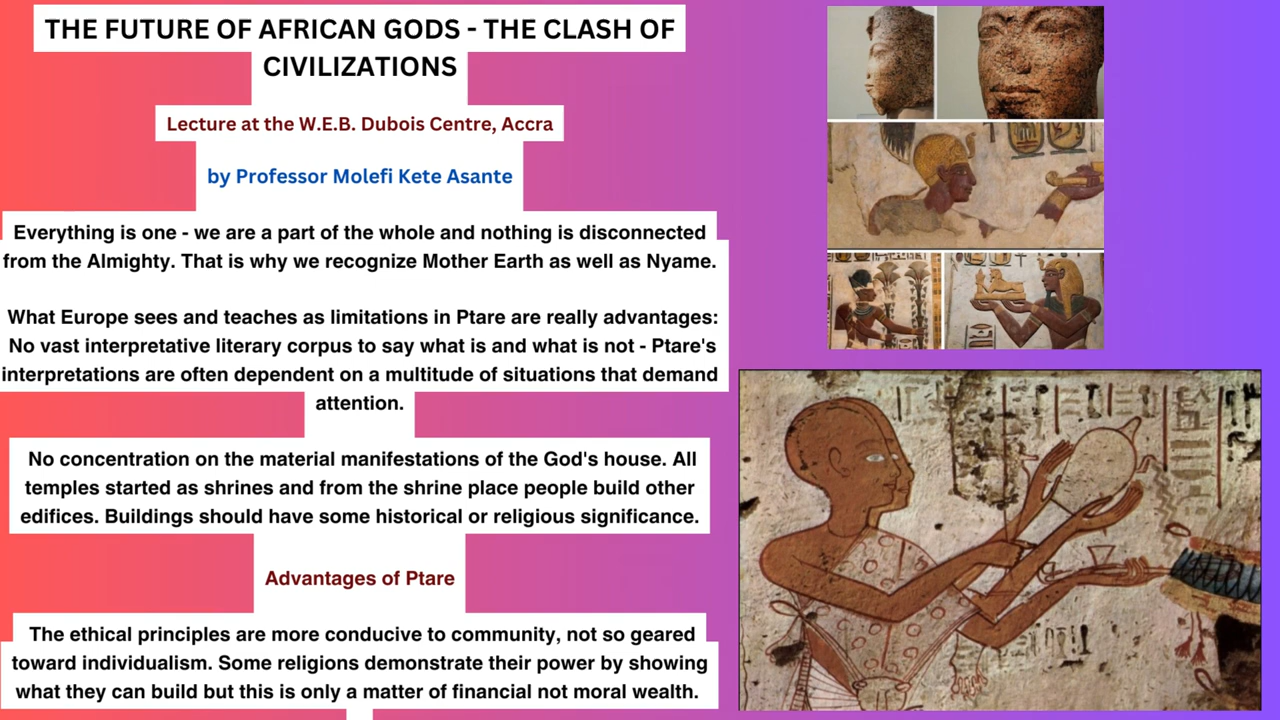 THE FUTURE OF AFRICAN GODS - THE CLASH OF
CIVILIZATIONS
Lecture at the W.E.B. Dubois Centre, Accra
by Professor Molefi Kete Asante
Everything is one - we are a part of the whole and nothing is disconnected
from the Almighty. That is why we recognize Mother Earth as well as Nyame.
What Europe sees and teaches as limitations in Ptare are really advantages:
No vast interpretative literary corpus to say what is and what is not - Ptare's
interpretations are often dependent on a multitude of situations that demand
attention.
No concentration on the material manifestations of the God's house. All
temples started as shrines and from the shrine place people build other
edifices. Buildings should have some historical or religious significance.
Advantages of Ptare
The ethical principles are more conducive to community, not so geared
toward individualism. Some religions demonstrate their power by showing
what they can build but this is only a matter of financial not moral wealth.